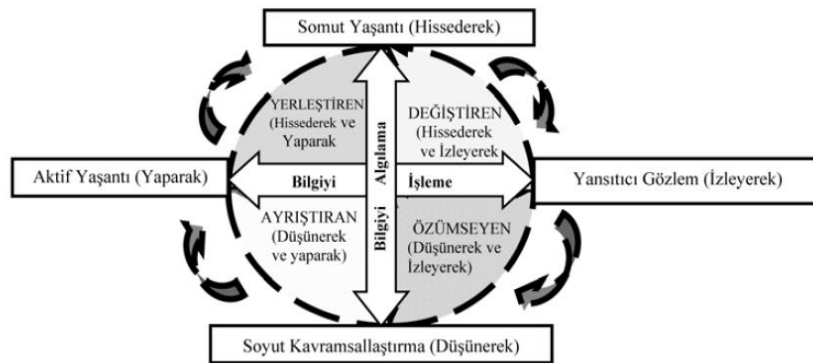 Somut Yaşantı (Hissederek)
YERLEŞTİREN
(Hissederek ve
Yaparak
DEĞİŞTİREN
(Hissederek
ve İzleyerek
Aktif Yaşantı (Yaparak)
Bilgiyi
İşleme
Bilgiyi Algılama
Yansıtıcı Gözlem (İzleyerek)
AYRIŞTIRAN
(Düşünerek
ve yaparak)
ÖZÜMSEYEN
(Düşünerek ve
İzleyerek)
Soyut Kavramsallaştırma (Düşünerek)